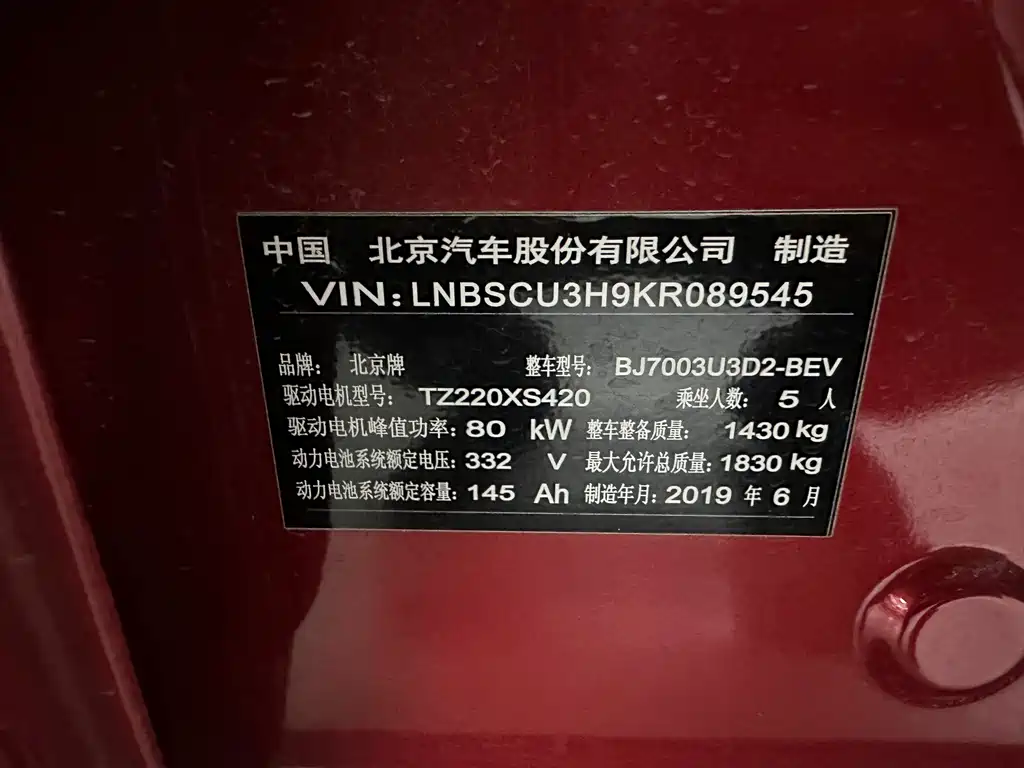 中国 北京汽车股份有限公司 制造
VIN: LNBSCU3H9KR089545
品牌: 北京牌 整车型号: BJ7003U3D2-BEV
驱动电机型号: TZ220XS420 乘坐人数: 5 人
驱动电机峰值功率: 80 kW 整车整备质量: 1430 kg
动力电池系统额定电压: 332 V 最大允许总质量: 1830 kg
动力电池系统额定容量: 145 Ah 制造年月: 2019 年 6 月